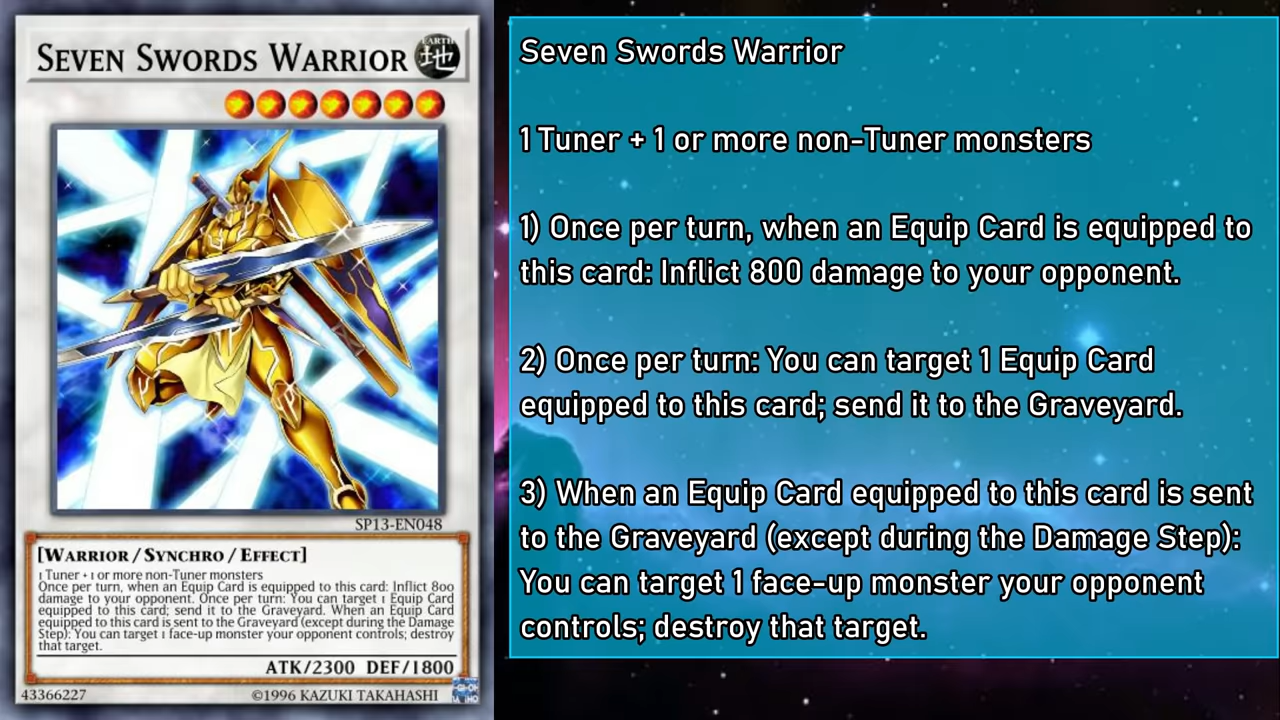 SEVEN SWORDS WARRIOR
EARTH
地
SP13-EN048
[WARRIOR / SYNCHRO / EFFECT]
1 Tuner + 1 or more non-Tuner monsters
Once per turn, when an Equip Card is equipped to this card: Inflict 800
damage to your opponent. Once per turn: You can target 1 Equip Card
equipped to this card; send it to the Graveyard. When an Equip Card
equipped to this card is sent to the Graveyard (except during the Damage
Step): You can target 1 face-up monster your opponent controls; destroy
that target.
ATK/2300 DEF/1800
43366227
©1996 KAZUKI TAKAHASHI
Seven Swords Warrior
1 Tuner + 1 or more non-Tuner monsters
1) Once per turn, when an Equip Card is equipped to
this card: Inflict 800 damage to your opponent.
2) Once per turn: You can target 1 Equip Card
equipped to this card; send it to the Graveyard.
3) When an Equip Card equipped to this card is sent
to the Graveyard (except during the Damage Step):
You can target 1 face-up monster your opponent
controls; destroy that target.